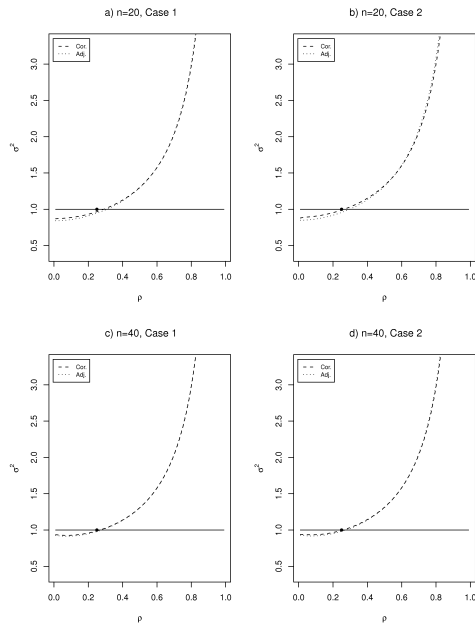 a) n=20, Case 1
Cor.
Adj.
σ²
0.5 1.0 1.5 2.0 2.5 3.0
0.0 0.2 0.4 0.6 0.8 1.0
ρ
b) n=20, Case 2
Cor.
Adj.
σ²
0.5 1.0 1.5 2.0 2.5 3.0
0.0 0.2 0.4 0.6 0.8 1.0
ρ
c) n=40, Case 1
Cor.
Adj.
σ²
0.5 1.0 1.5 2.0 2.5 3.0
0.0 0.2 0.4 0.6 0.8 1.0
ρ
d) n=40, Case 2
Cor.
Adj.
σ²
0.5 1.0 1.5 2.0 2.5 3.0
0.0 0.2 0.4 0.6 0.8 1.0
ρ